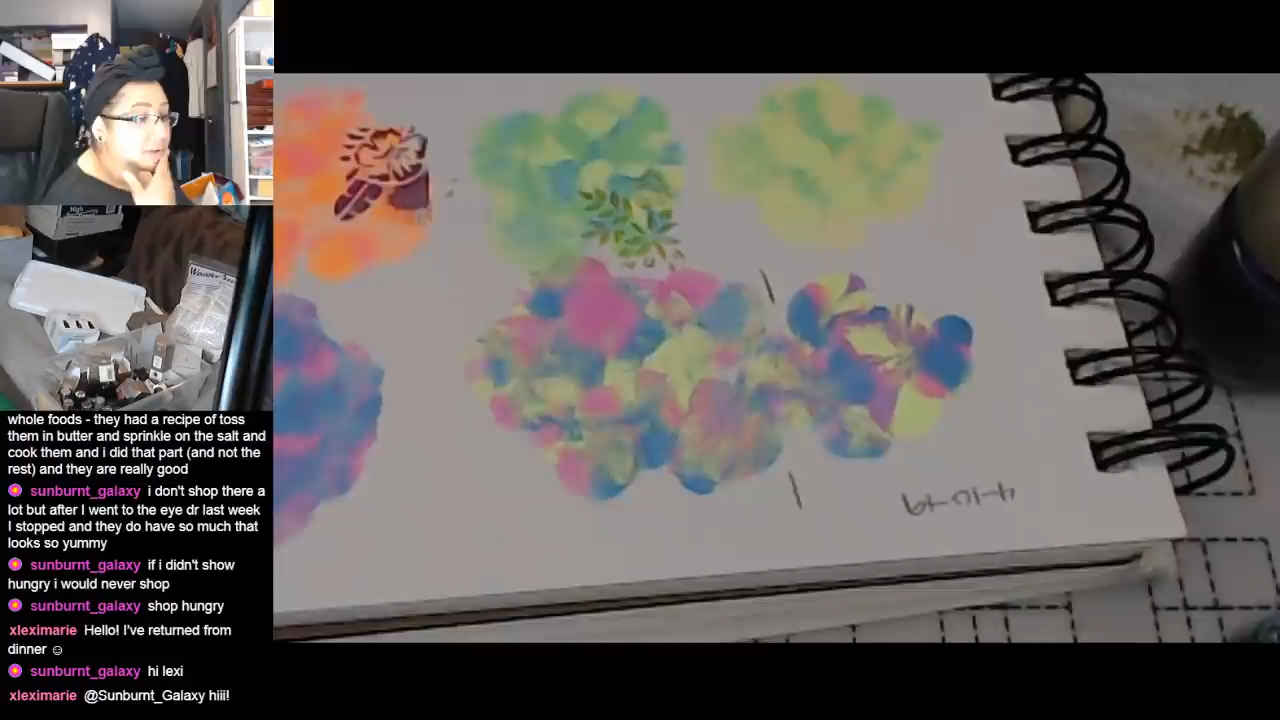 whole foods - they had a recipe of toss
them in butter and sprinkle on the salt and
cook them and i did that part (and not the
rest) and they are really good
sunburnt_galaxy i don't shop there a
lot but after I went to the eye dr last week
I stopped and they do have so much that
looks so yummy
sunburnt_galaxy if i didn't show
hungry i would never shop
sunburnt_galaxy shop hungry
xleximarie Hello! I've returned from
dinner ☺
sunburnt_galaxy hi lexi
xleximarie @Sunburnt_Galaxy hiii!